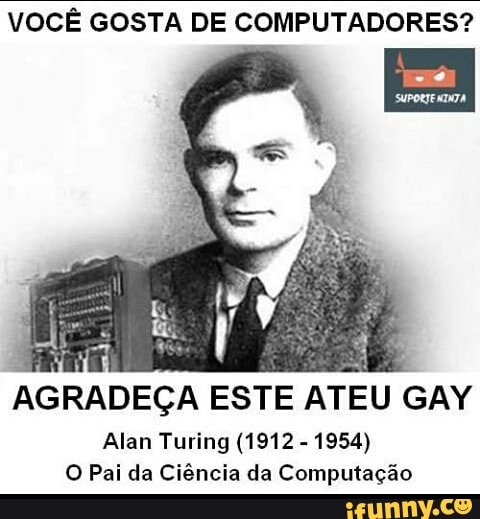 VOCÊ GOSTA DE COMPUTADORES?
SUPORTE NINJA
AGRADEÇA ESTE ATEU GAY
Alan Turing (1912 - 1954)
O Pai da Ciência da Computação
ifunny.co